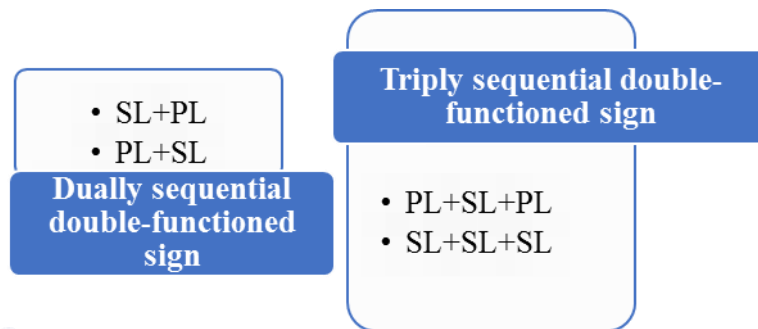 • SL+PL
• PL+SL
Dually sequential
double-functioned
sign
Triply sequential double-
functioned sign
• PL+SL+PL
• SL+SL+SL